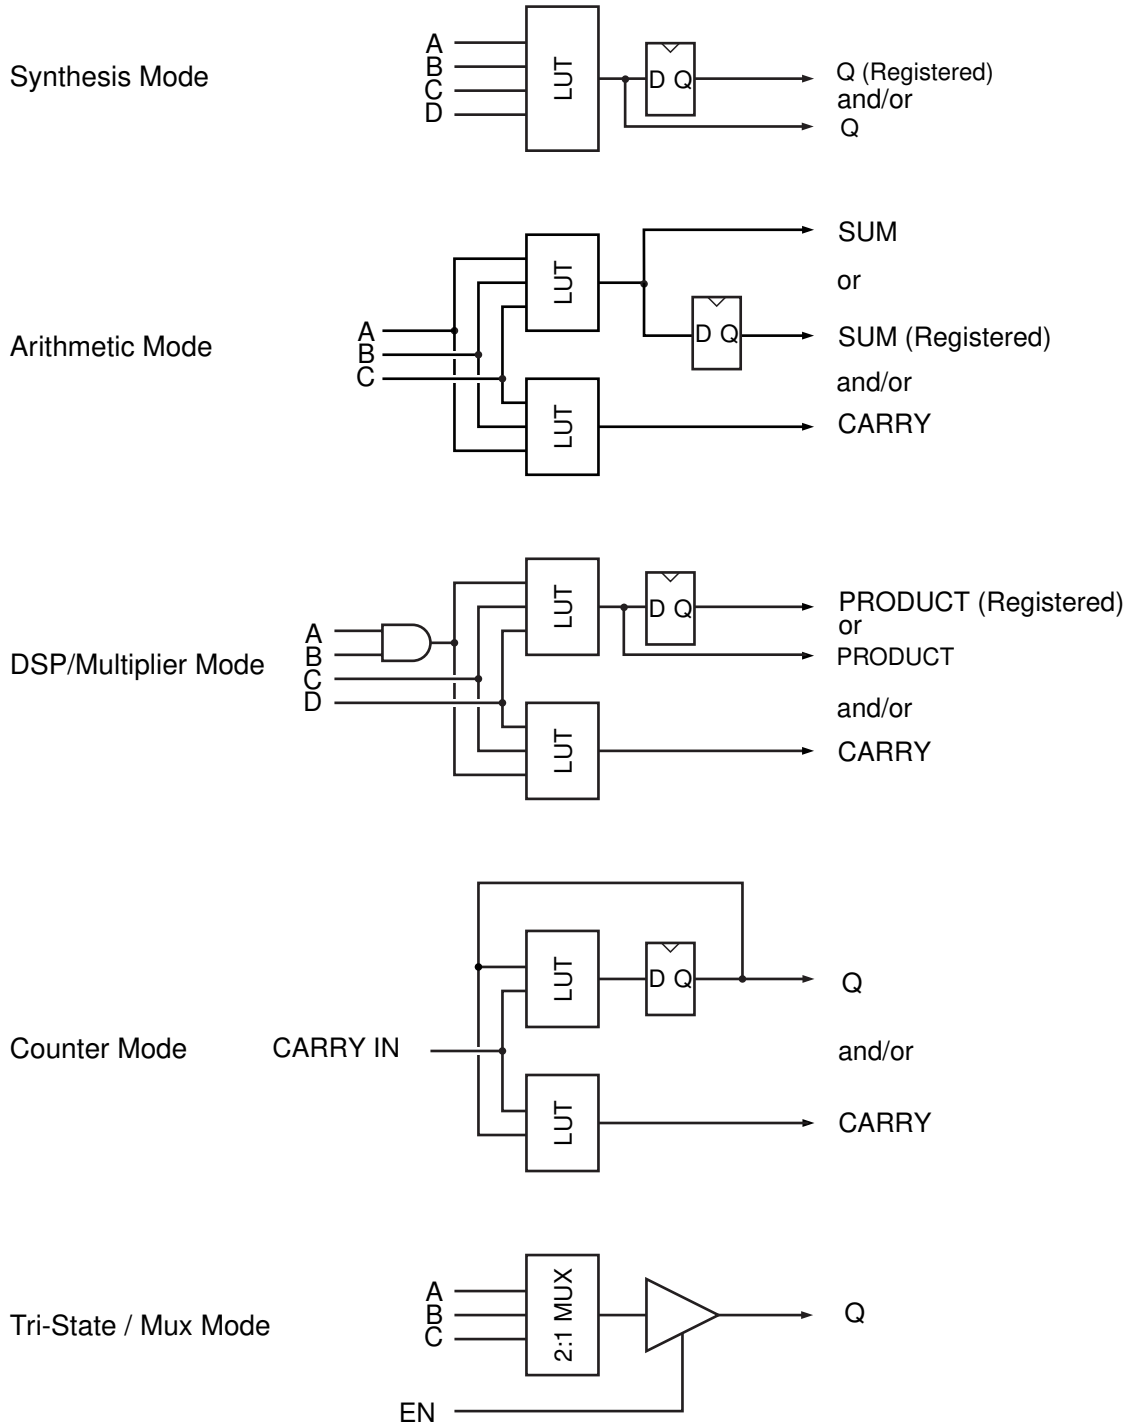 A
B
C
D
Synthesis Mode
LUT
D Q
Q (Registered)
and/or
Q
A
B
C
Arithmetic Mode
LUT
LUT
D Q
SUM
or
SUM (Registered)
and/or
CARRY
A
B
C
D
DSP/Multiplier Mode
LUT
LUT
D Q
PRODUCT (Registered)
or
PRODUCT
and/or
CARRY
Counter Mode
CARRY IN
LUT
LUT
D Q
Q
and/or
CARRY
Tri-State / Mux Mode
A
B
C
EN
2:1 MUX
Q